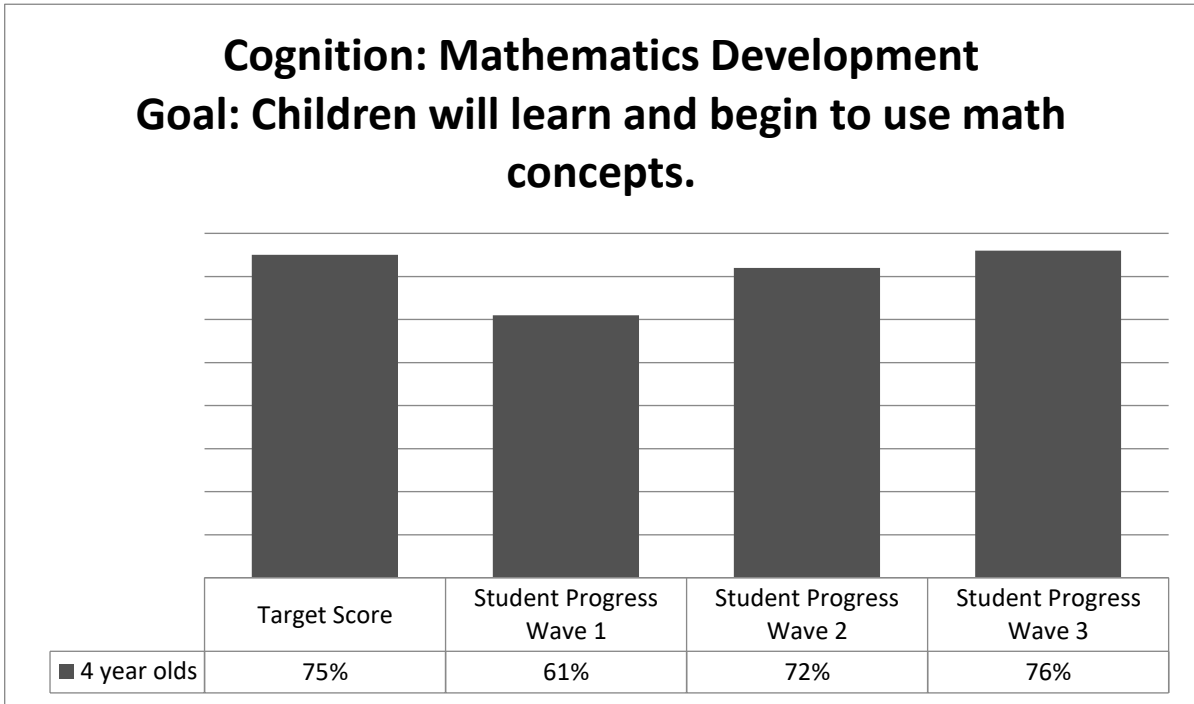 Cognition: Mathematics Development
Goal: Children will learn and begin to use math
concepts.
Target Score
Student Progress
Wave 1
Student Progress
Wave 2
Student Progress
Wave 3
4 year olds 75% 61% 72% 76%